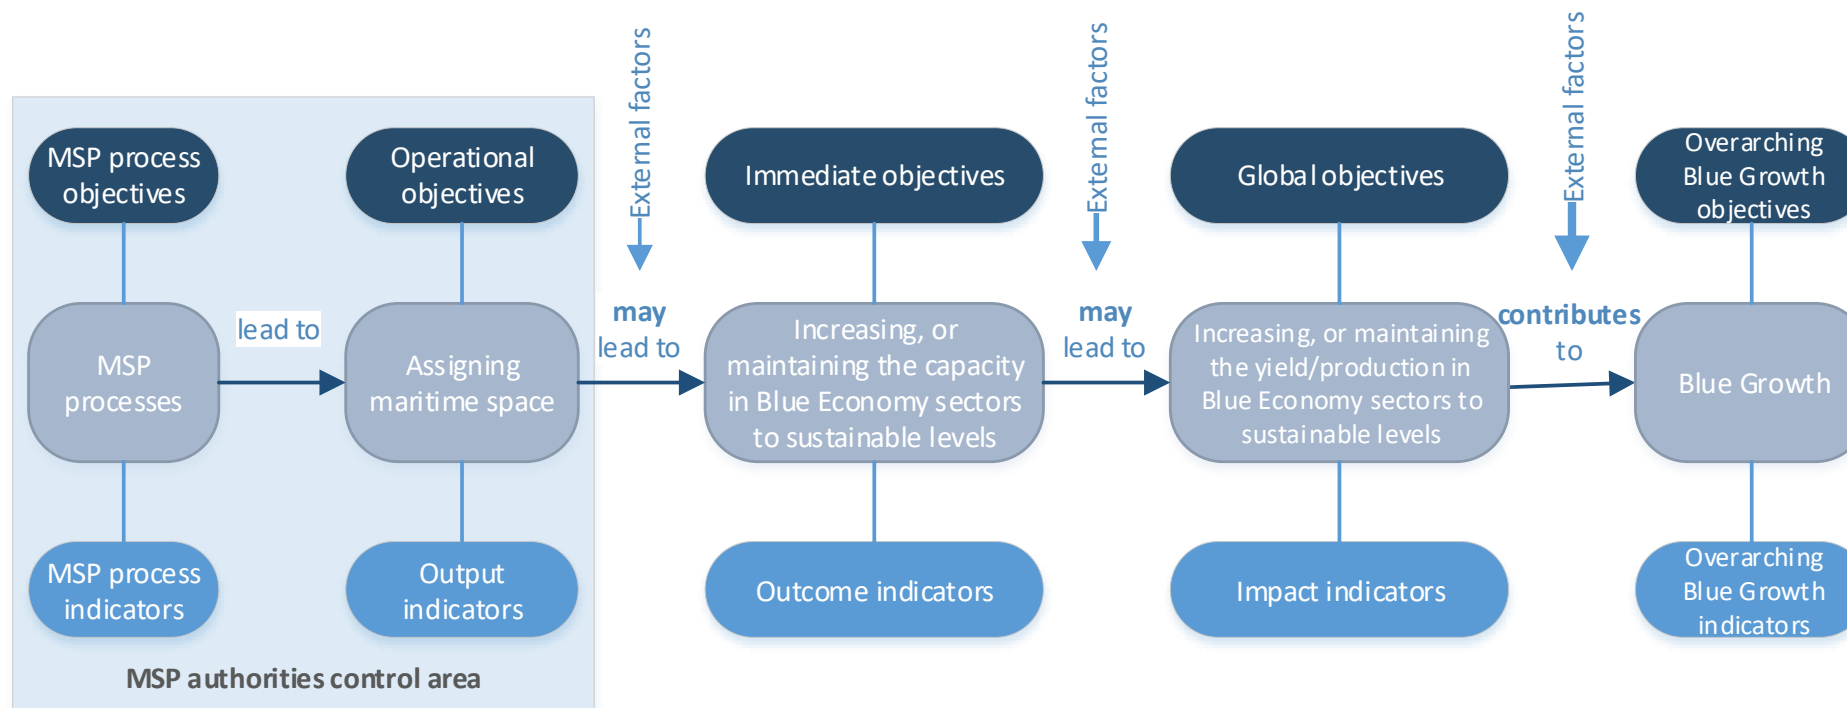 External factors
External factors
External factors
MSP process
objectives
Operational
objectives
Immediate objectives
Global objectives
Overarching
Blue Growth
objectives
MSP
processes
lead to
Assigning
maritime space
may
lead to
Increasing, or
maintaining the capacity
in Blue Economy sectors
to sustainable levels
may
lead to
Increasing, or maintaining
the yield/production in
Blue Economy sectors to
sustainable levels
contributes
to
Blue Growth
MSP process
indicators
Output
indicators
Outcome indicators
Impact indicators
Overarching
Blue Growth
indicators
MSP authorities control area